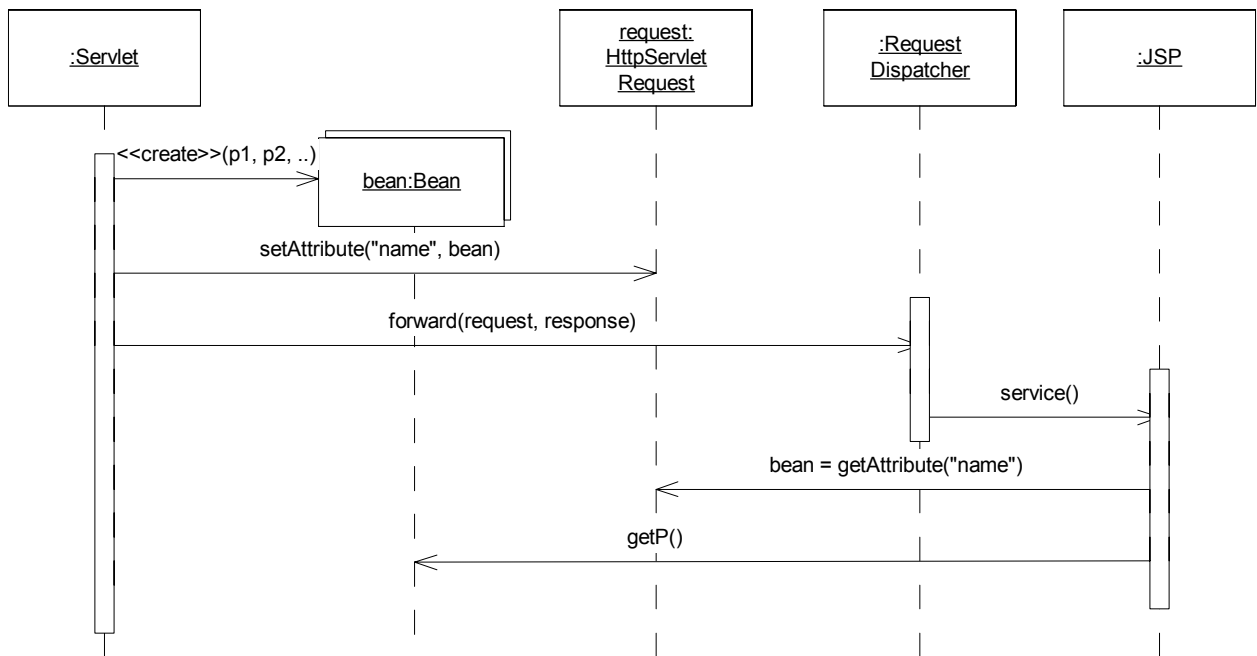 :Servlet
request:
HttpServlet
Request
:Request
Dispatcher
:JSP
<<create>>(p1, p2, ..)
bean:Bean
setAttribute("name", bean)
forward(request, response)
service()
bean = getAttribute("name")
getP()